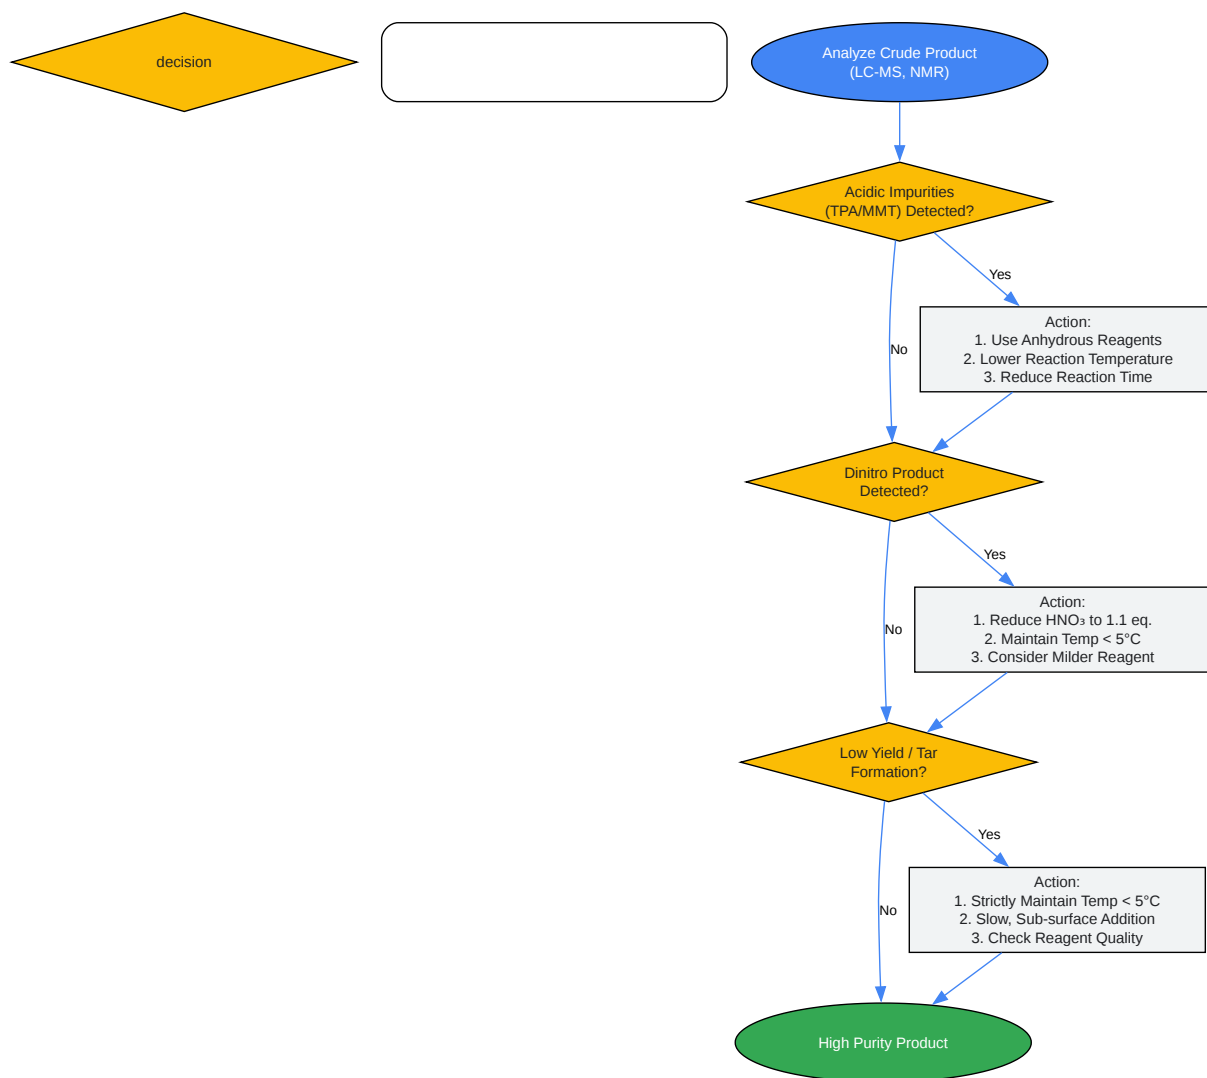 decision
Analyze Crude Product
(LC-MS, NMR)
Acidic Impurities
(TPA/MMT) Detected?
Yes
No
Action:
1. Use Anhydrous Reagents
2. Lower Reaction Temperature
3. Reduce Reaction Time
Dinitro Product
Detected?
Yes
No
Action:
1. Reduce HNO₃ to 1.1 eq.
2. Maintain Temp < 5°C
3. Consider Milder Reagent
Low Yield / Tar
Formation?
Yes
No
Action:
1. Strictly Maintain Temp < 5°C
2. Slow, Sub-surface Addition
3. Check Reagent Quality
High Purity Product